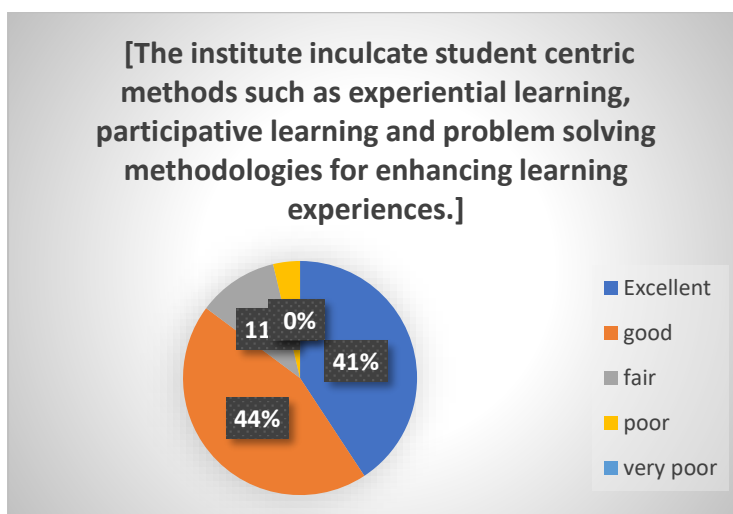 [The institute inculcate student centric
methods such as experiential learning,
participative learning and problem solving
methodologies for enhancing learning
experiences.]
Excellent
good
fair
poor
very poor
11
0%
41%
44%